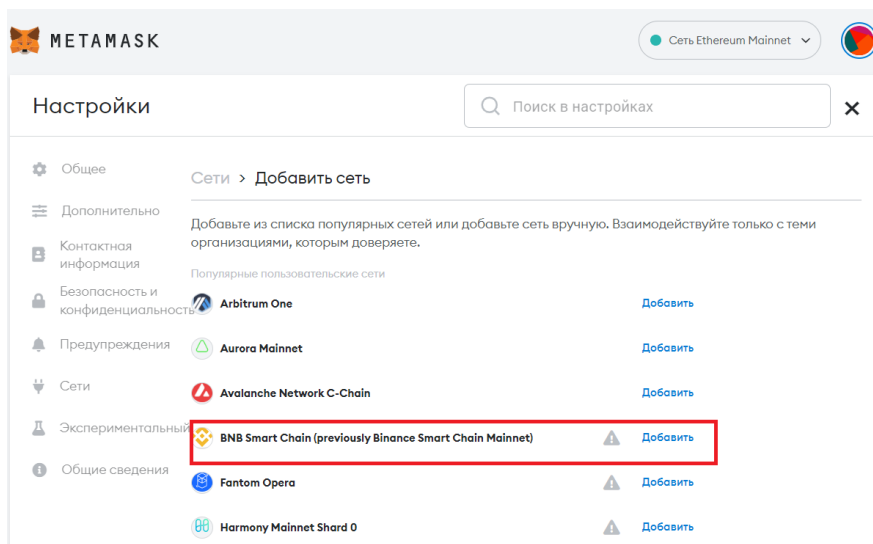 METAMASK
Сеть Ethereum Mainnet
Настройки
Поиск в настройках
Общее
Дополнительно
Контактная
информация
Безопасность и
конфиденциальность
Предупреждения
Сети
Экспериментальный
Общие сведения
Сети > Добавить сеть
Добавьте из списка популярных сетей или добавьте сеть вручную. Взаимодействуйте только с теми
организациями, которым доверяете.
Популярные пользовательские сети
Arbitrum One Добавить
Aurora Mainnet Добавить
Avalanche Network C-Chain Добавить
BNB Smart Chain (previously Binance Smart Chain Mainnet) Добавить
Fantom Opera Добавить
Harmony Mainnet Shard 0 Добавить